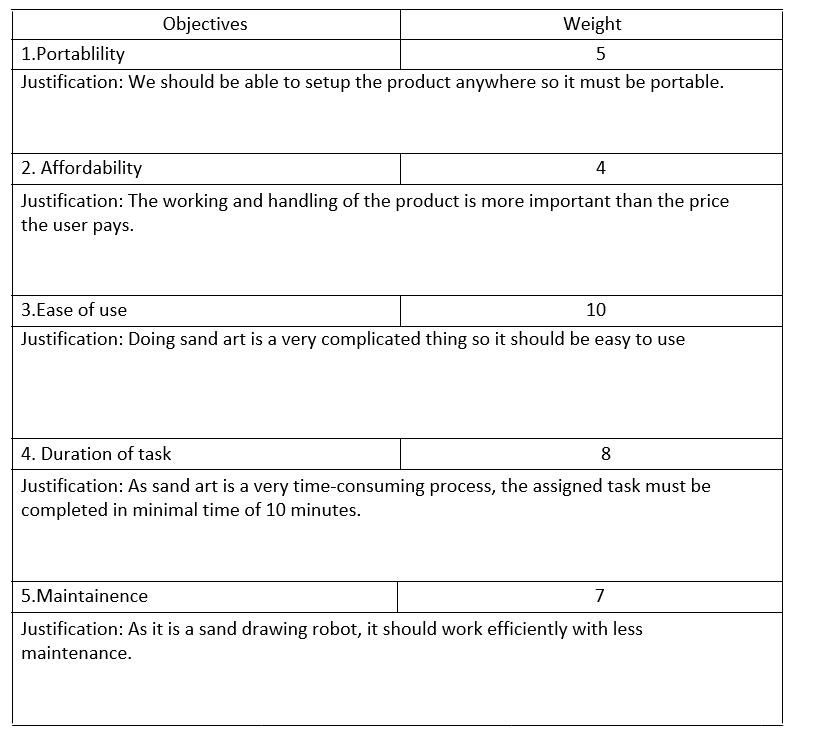 Objectives Weight
1.Portablility 5
Justification: We should be able to setup the product anywhere so it must be portable.
2. Affordability 4
Justification: The working and handling of the product is more important than the price
the user pays.
3.Ease of use 10
Justification: Doing sand art is a very complicated thing so it should be easy to use
4. Duration of task 8
Justification: As sand art is a very time-consuming process, the assigned task must be
completed in minimal time of 10 minutes.
5.Maintainence 7
Justification: As it is a sand drawing robot, it should work efficiently with less
maintenance.